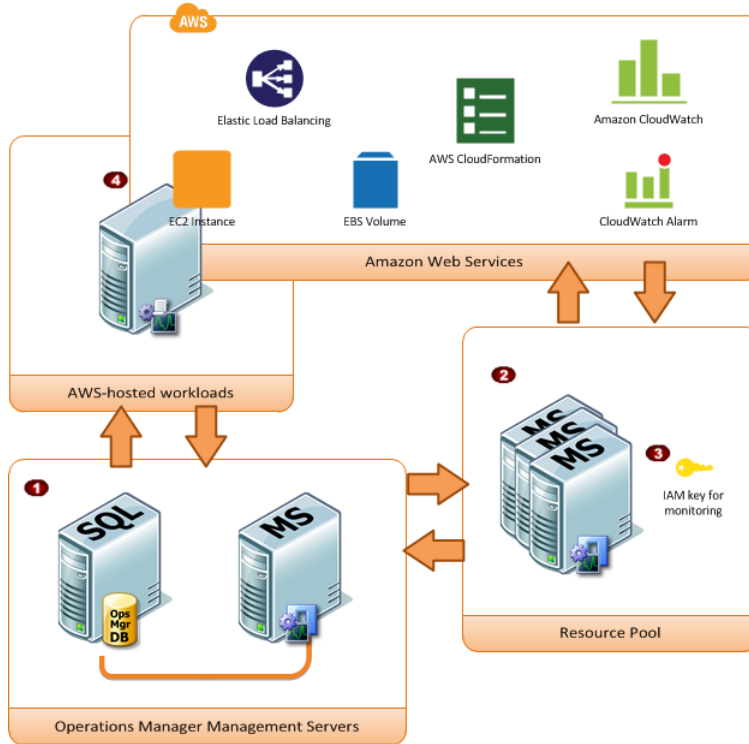 AWS
Elastic Load Balancing
AWS CloudFormation
Amazon CloudWatch
4
EC2 Instance
EBS Volume
CloudWatch Alarm
Amazon Web Services
AWS-hosted workloads
2
MS
MS
MS
3
IAM key for
monitoring
Resource Pool
1
SQL
Ops
Mgr
DB
MS
Operations Manager Management Servers